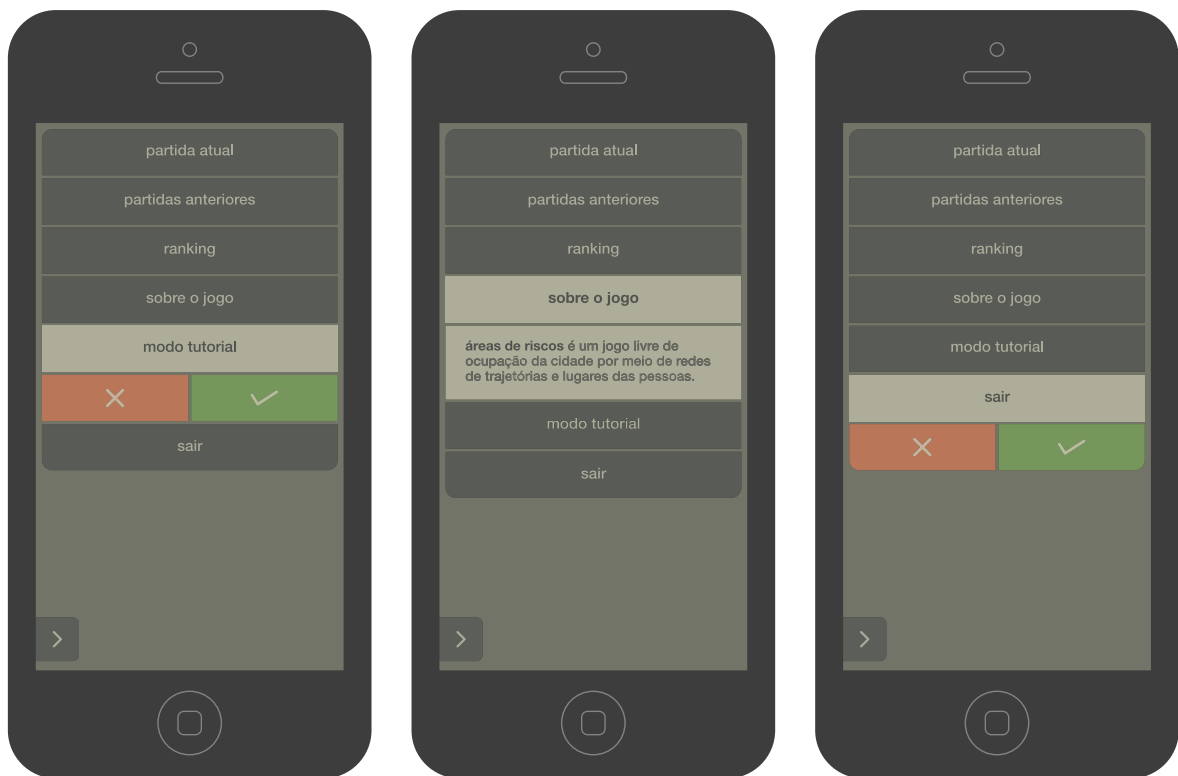 partida atual
partidas anteriores
ranking
sobre o jogo
modo tutorial
sair
partida atual
partidas anteriores
ranking
sobre o jogo
áreas de riscos é um jogo livre de
ocupação da cidade por meio de redes
de trajetórias e lugares das pessoas.
modo tutorial
sair
partida atual
partidas anteriores
ranking
sobre o jogo
modo tutorial
sair